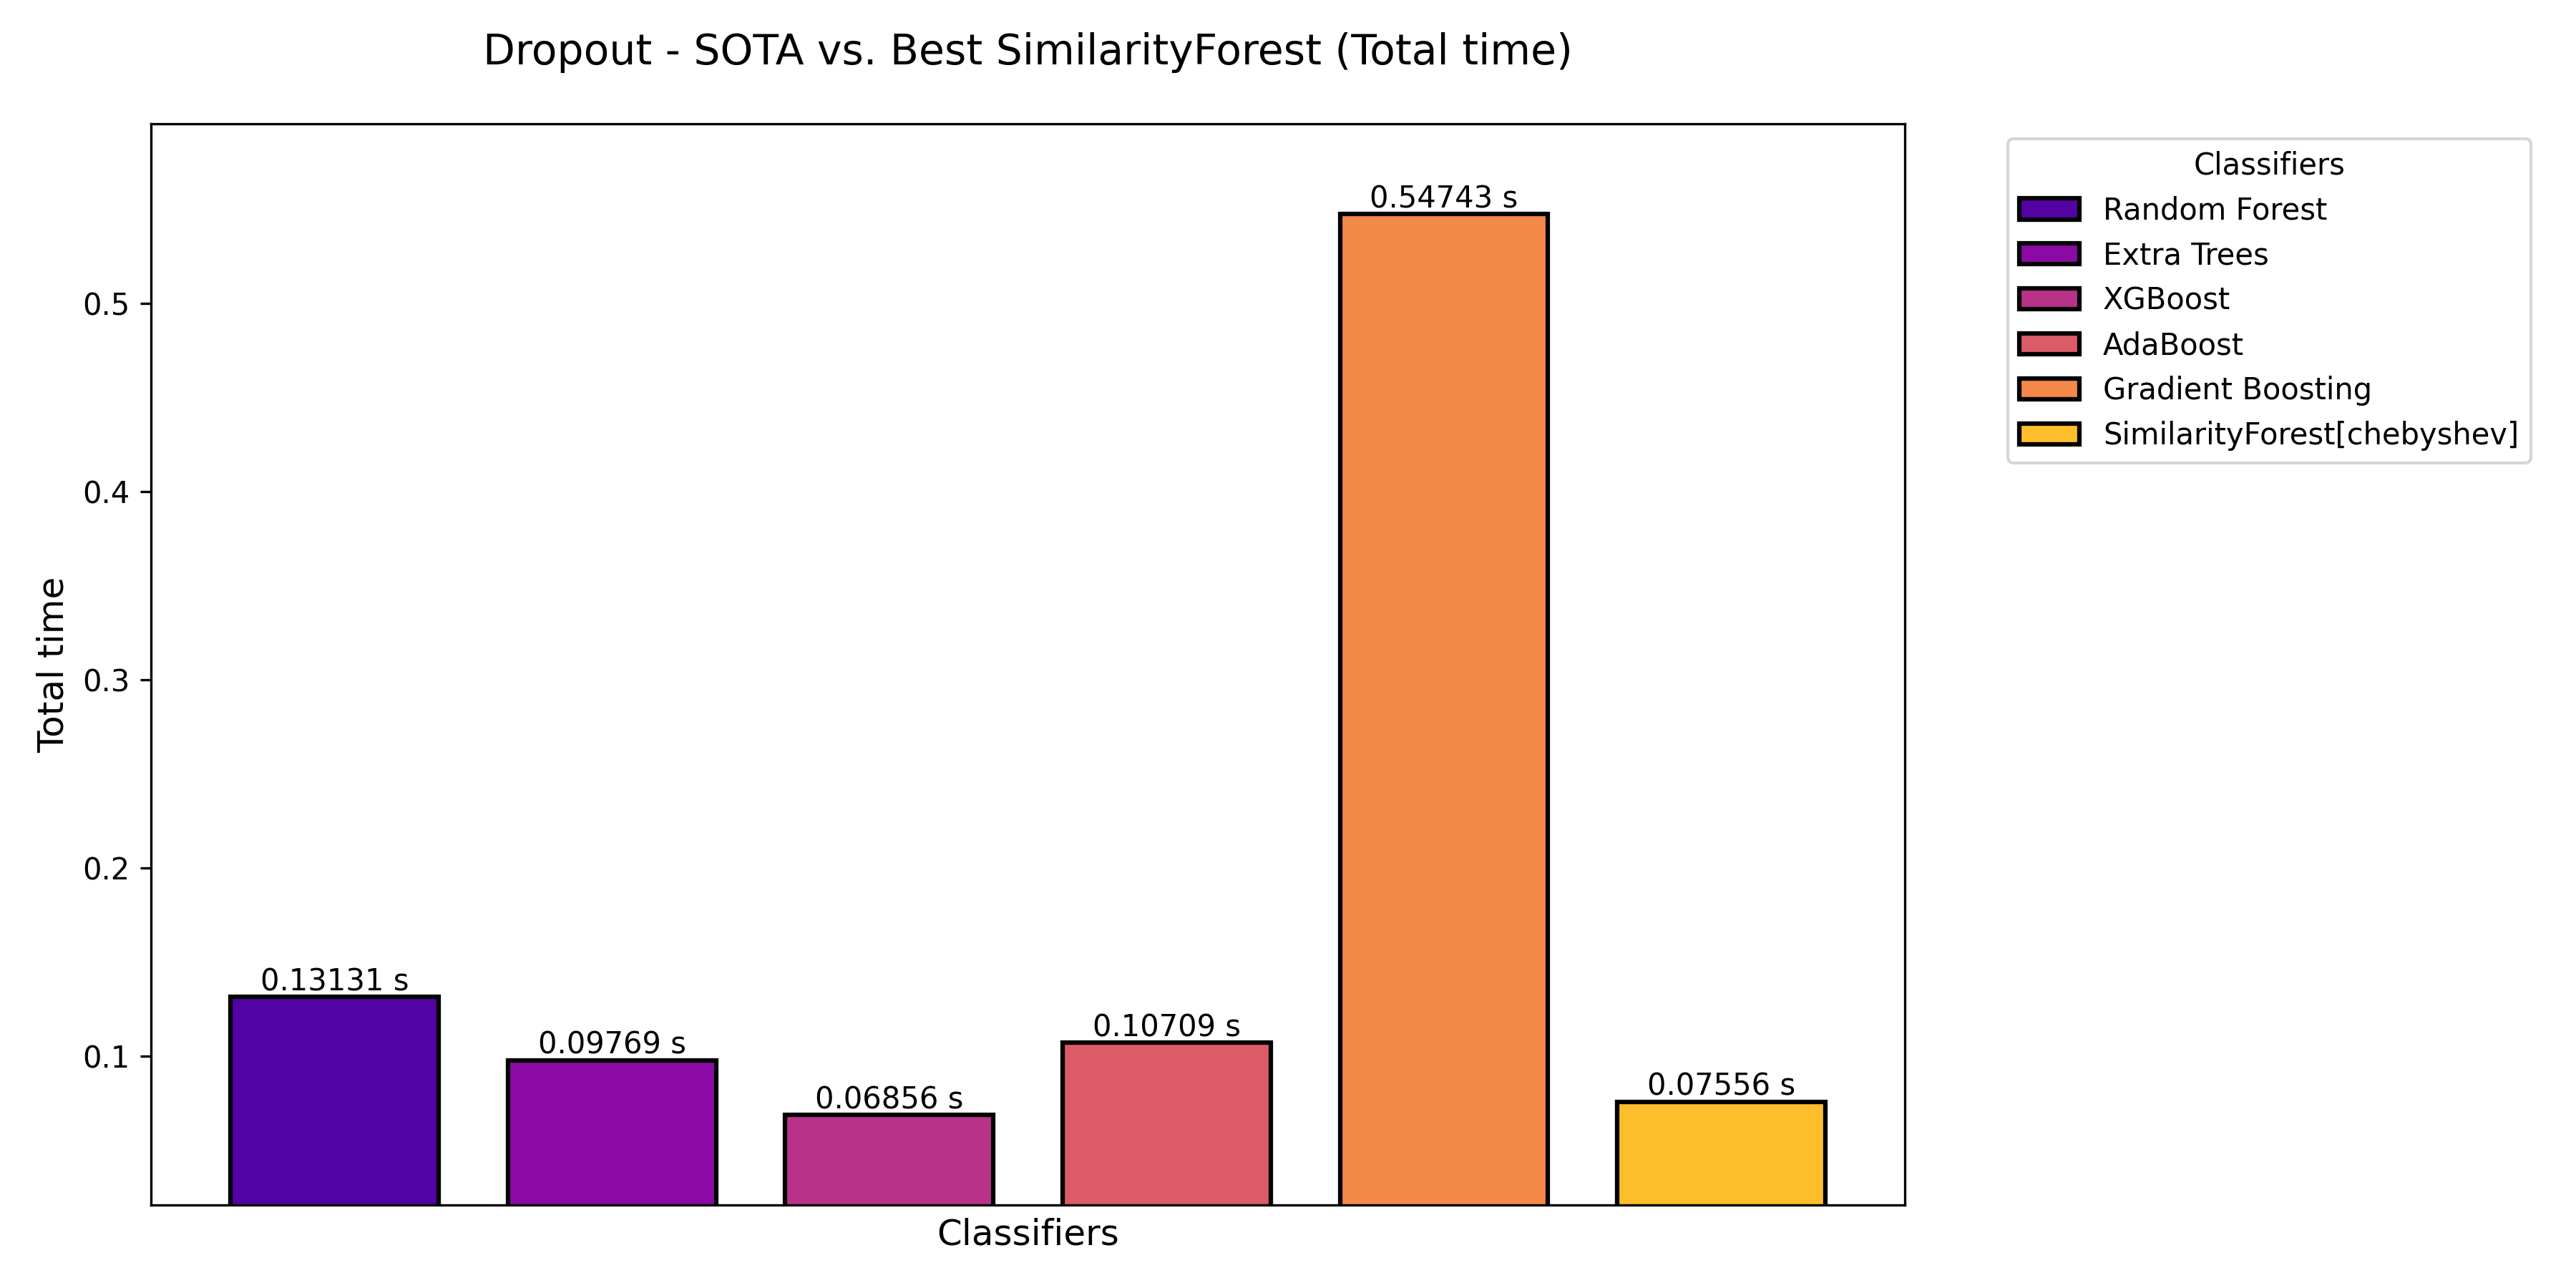 Dropout - SOTA vs. Best SimilarityForest (Total time)
Total time
0.5
0.4
0.3
0.2
0.1
0.13131 s
0.09769 s
0.06856 s
0.10709 s
0.54743 s
0.07556 s
Classifiers
Classifiers
Random Forest
Extra Trees
XGBoost
AdaBoost
Gradient Boosting
SimilarityForest[chebyshev]